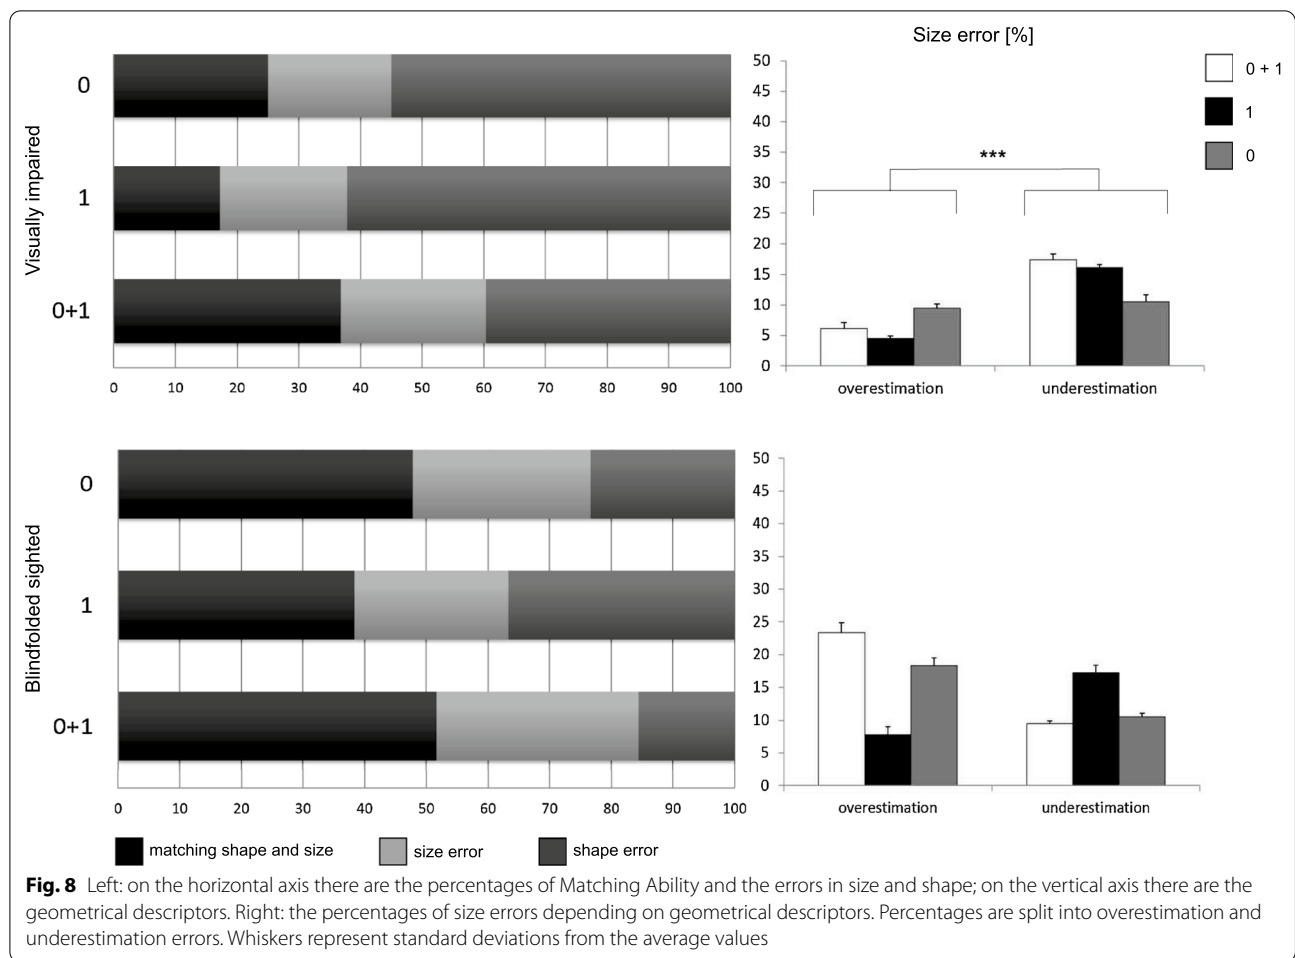 Size error [%]
Visually impaired
0
1
0+1
0 10 20 30 40 50 60 70 80 90 100
50
45
40
35
30
25
20
15
10
5
0
***
overestimation underestimation
0 + 1
1
0
Blindfolded sighted
0
1
0+1
0 10 20 30 40 50 60 70 80 90 100
50
45
40
35
30
25
20
15
10
5
0
overestimation underestimation
matching shape and size size error shape error
Fig. 8 Left: on the horizontal axis there are the percentages of Matching Ability and the errors in size and shape; on the vertical axis there are the
geometrical descriptors. Right: the percentages of size errors depending on geometrical descriptors. Percentages are split into overestimation and
underestimation errors. Whiskers represent standard deviations from the average values